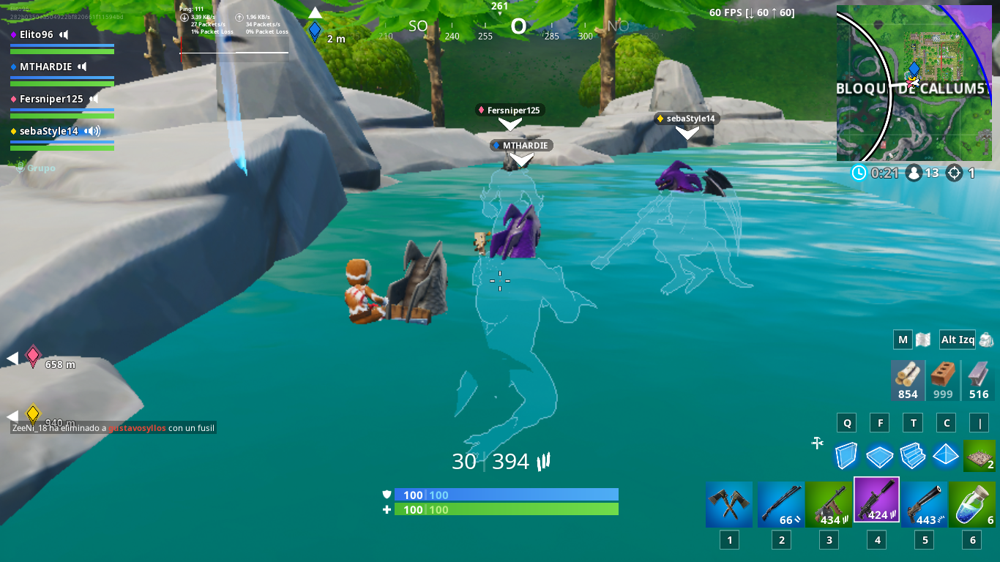 Elito96
Ping: 111
3.39 KB/s 1.96 KB/s
27 Packets/s 34 Packets/s
1% Packet Loss 0% Packet Loss
Elito96
MTHARDIE
Fersniper125
sebaStyle14
Grupo
2 m
261
SO O NO
210 240 255 285 300
60 FPS [↓ 60 ↑ 60]
BLOQU DE CALLUM5
0:21 13 1
Fersniper125
MTHARDIE
sebaStyle14
658 m
940 m
ZeeNi_18 ha eliminado a gustavosyllos con un fusil
30 | 394
100 | 100
100 | 100
M Alt Izq
854 999 516
Q F T C |
2
66 434 424 443 6
1 2 3 4 5 6